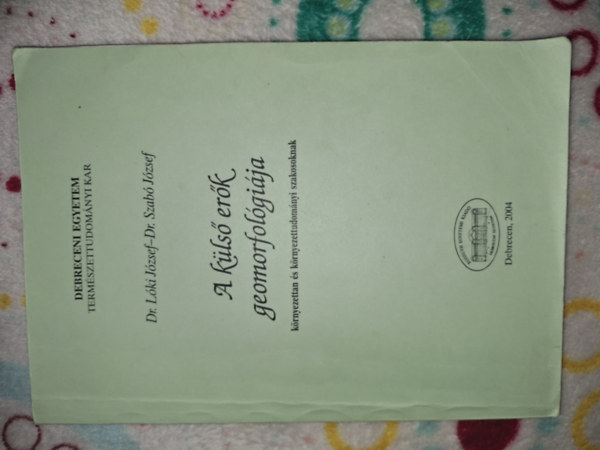 DEBRECENI EGYETEM
TERMÉSZETTUDOMÁNYI KAR
Dr. Lóki József–Dr. Szabó József
A külső erők
geomorfológiája
környezettan és környezettudományi szakosoknak
Debrecen, 2004